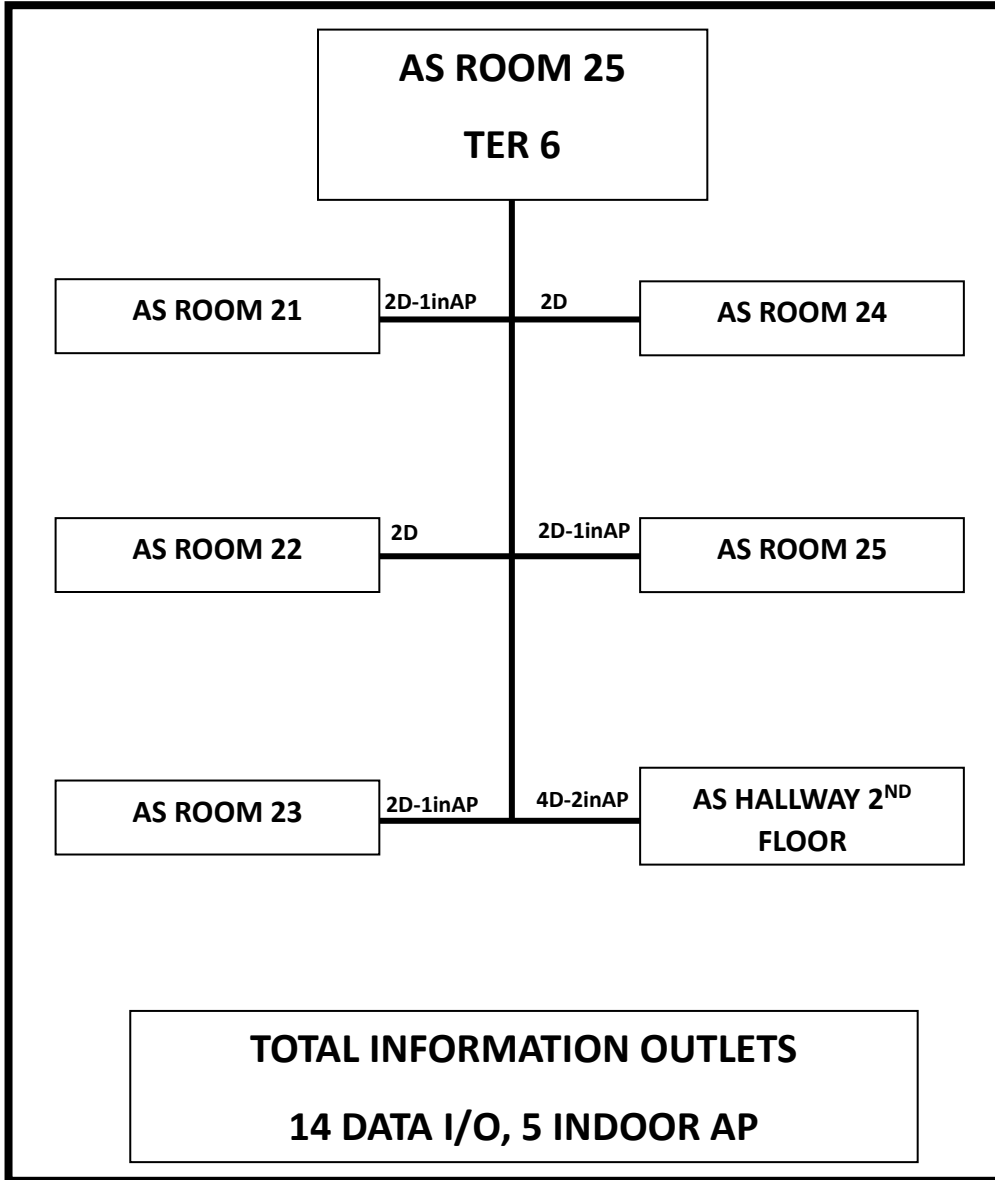 AS ROOM 25
TER 6
AS ROOM 21
2D-1inAP
2D
AS ROOM 24
AS ROOM 22
2D
2D-1inAP
AS ROOM 25
AS ROOM 23
2D-1inAP
4D-2inAP
AS HALLWAY 2ND
FLOOR
TOTAL INFORMATION OUTLETS
14 DATA I/O, 5 INDOOR AP